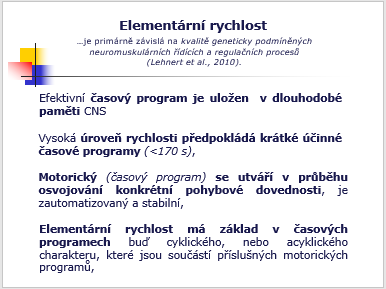 Elementární rychlost
…je primárně závislá na kvalitě geneticky podmíněných
neuromuskulárních řídících a regulačních procesů
(Lehnert et al., 2010).
Efektivní časový program je uložen v dlouhodobé
paměti CNS
Vysoká úroveň rychlosti předpokládá krátké účinné
časové programy (<170 s),
Motorický (časový program) se utváří v průběhu
osvojování konkrétní pohybové dovednosti, je
zautomatizovaný a stabilní,
Elementární rychlost má základ v časových
programech buď cyklického, nebo acyklického
charakteru, které jsou součástí příslušných motorických
programů,